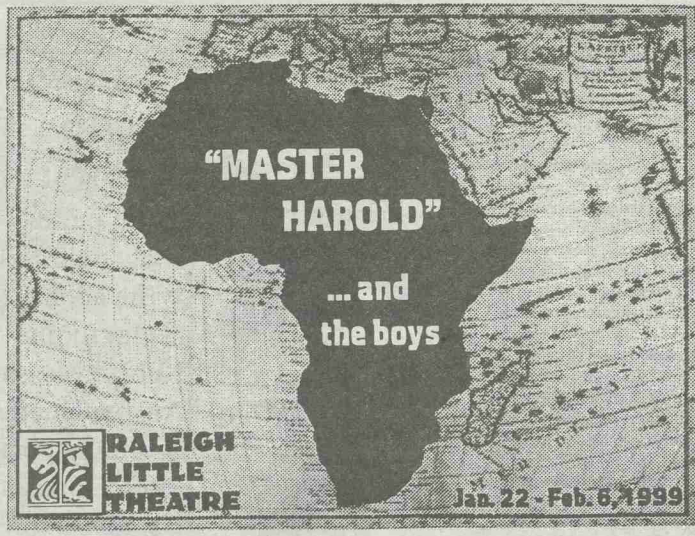 “MASTER
HAROLD”
... and
the boys
RALEIGH
LITTLE
THEATRE
Jan. 22 - Feb. 6, 1999